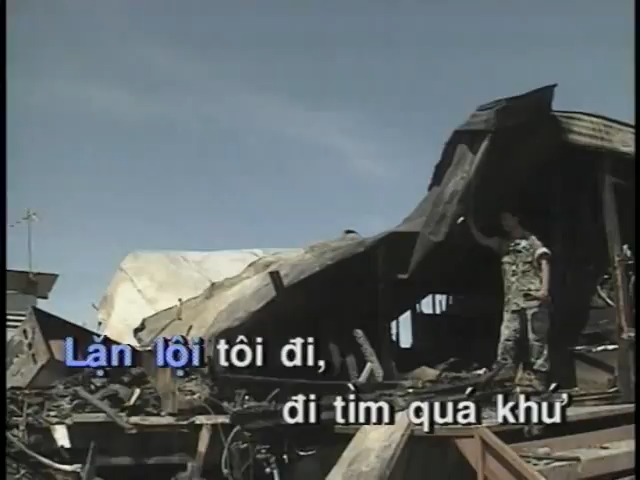 Lặn lội tôi đi,
đi tìm quá khứ